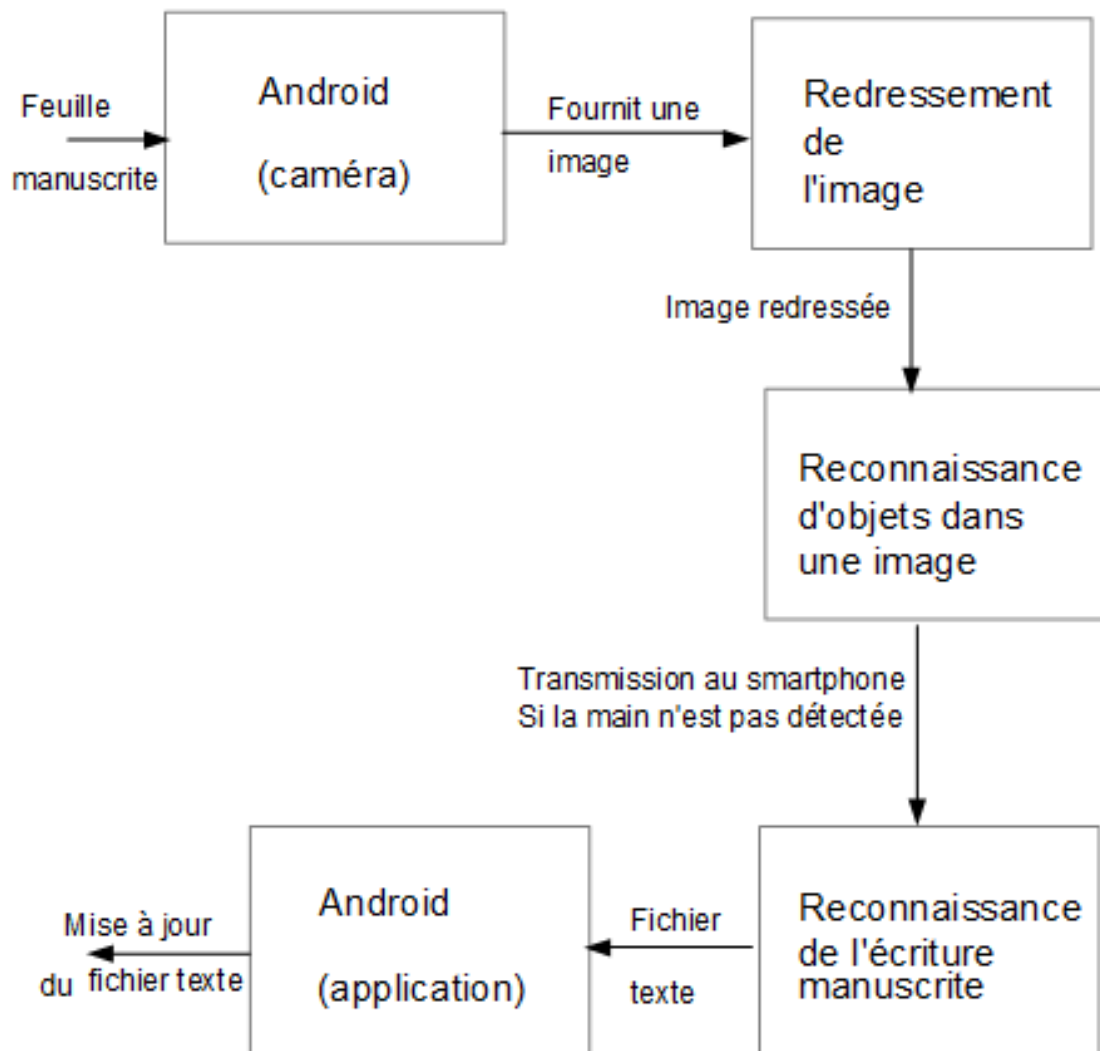 Feuille
manuscrite
Android
(caméra)
Fournit une
image
Redressement
de
l'image
Image redressée
Reconnaissance
d'objets dans
une image
Transmission au smartphone
Si la main n'est pas détectée
Reconnaissance
de l'écriture
manuscrite
Fichier
texte
Android
(application)
Mise à jour
du fichier texte